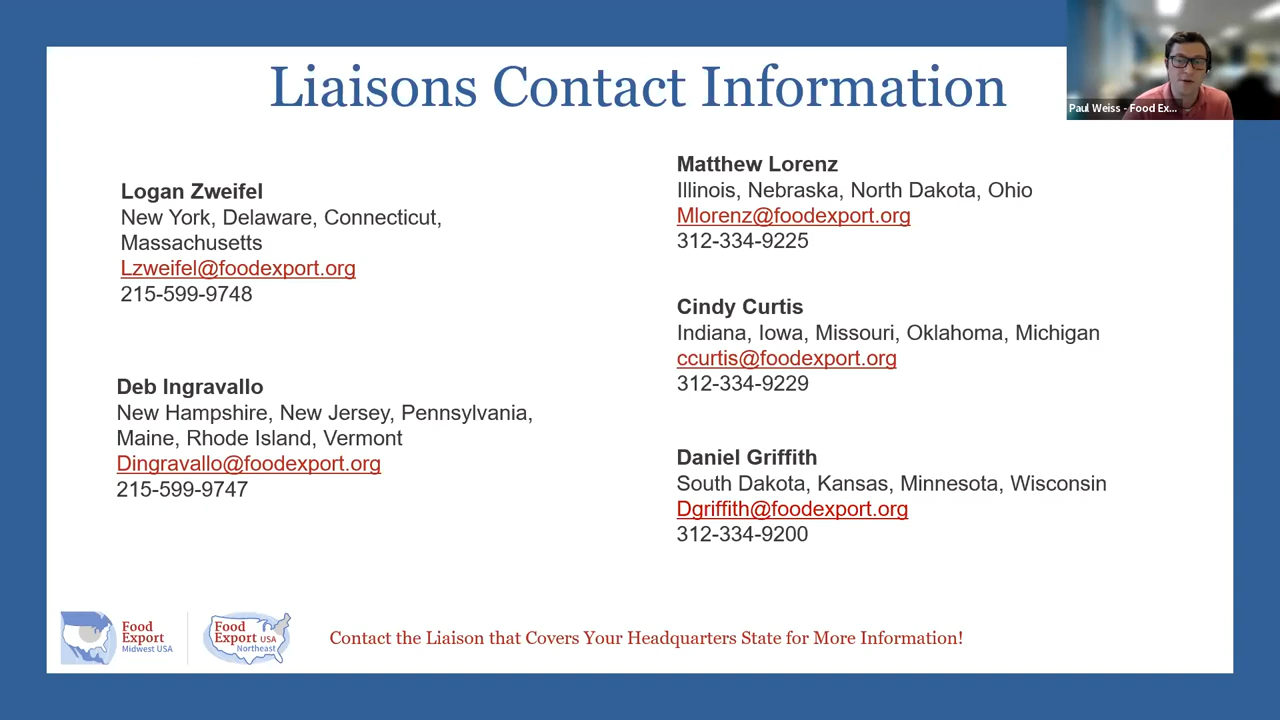 Liaisons Contact Information
Paul Weiss - Food Ex...
Logan Zweifel
New York, Delaware, Connecticut,
Massachusetts
Lzweifel@foodexport.org
215-599-9748
Deb Ingravallo
New Hampshire, New Jersey, Pennsylvania,
Maine, Rhode Island, Vermont
Dingravallo@foodexport.org
215-599-9747
Matthew Lorenz
Illinois, Nebraska, North Dakota, Ohio
Mlorenz@foodexport.org
312-334-9225
Cindy Curtis
Indiana, Iowa, Missouri, Oklahoma, Michigan
ccurtis@foodexport.org
312-334-9229
Daniel Griffith
South Dakota, Kansas, Minnesota, Wisconsin
Dgriffith@foodexport.org
312-334-9200
Food
Export
Midwest USA
Food
Export USA
Northeast
Contact the Liaison that Covers Your Headquarters State for More Information!